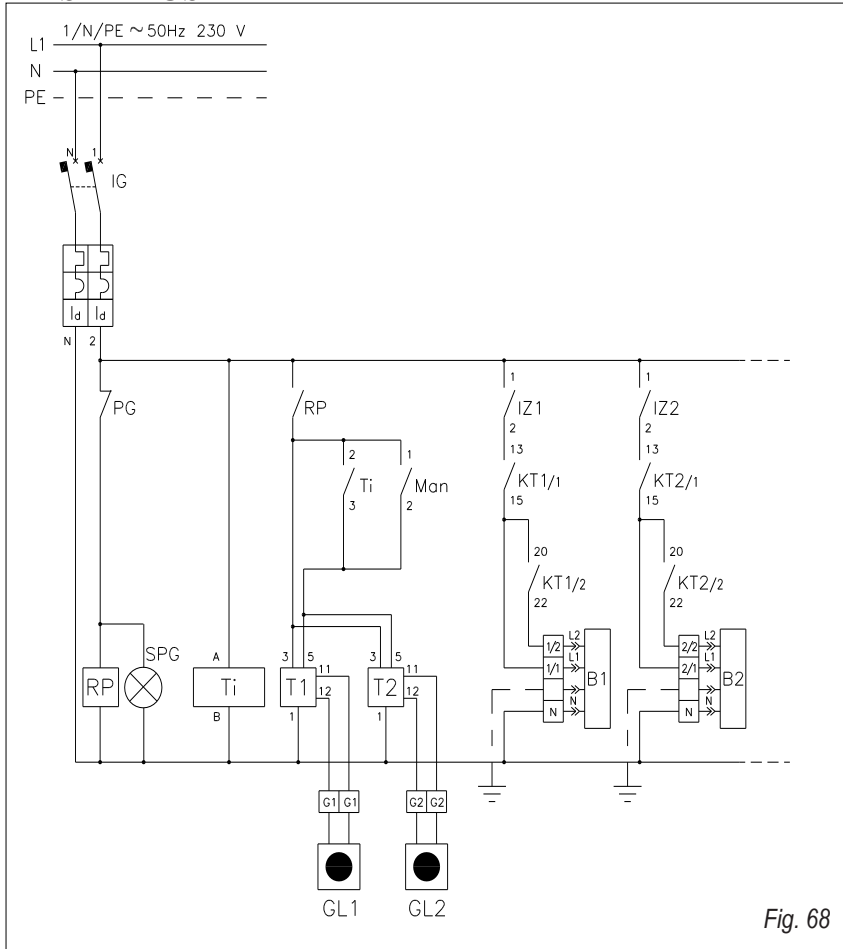 1/N/PE ~ 50Hz 230 V
L1
N
PE
N 1
IG
Id Id
N 2
PG
RP
2
Ti
3
1
Man
2
1
IZ1
2
13
KT1/1
15
20
KT1/2
22
1
IZ2
2
13
KT2/1
15
20
KT2/2
22
RP
SPG
A
Ti
B
3 5
T1
11
12
1
3 5
T2
11
12
1
1/2 L2
1/1 L1
N N
B1
2/2 L2
2/1 L1
N N
B2
G1 G1
G2 G2
GL1
GL2
Fig. 68